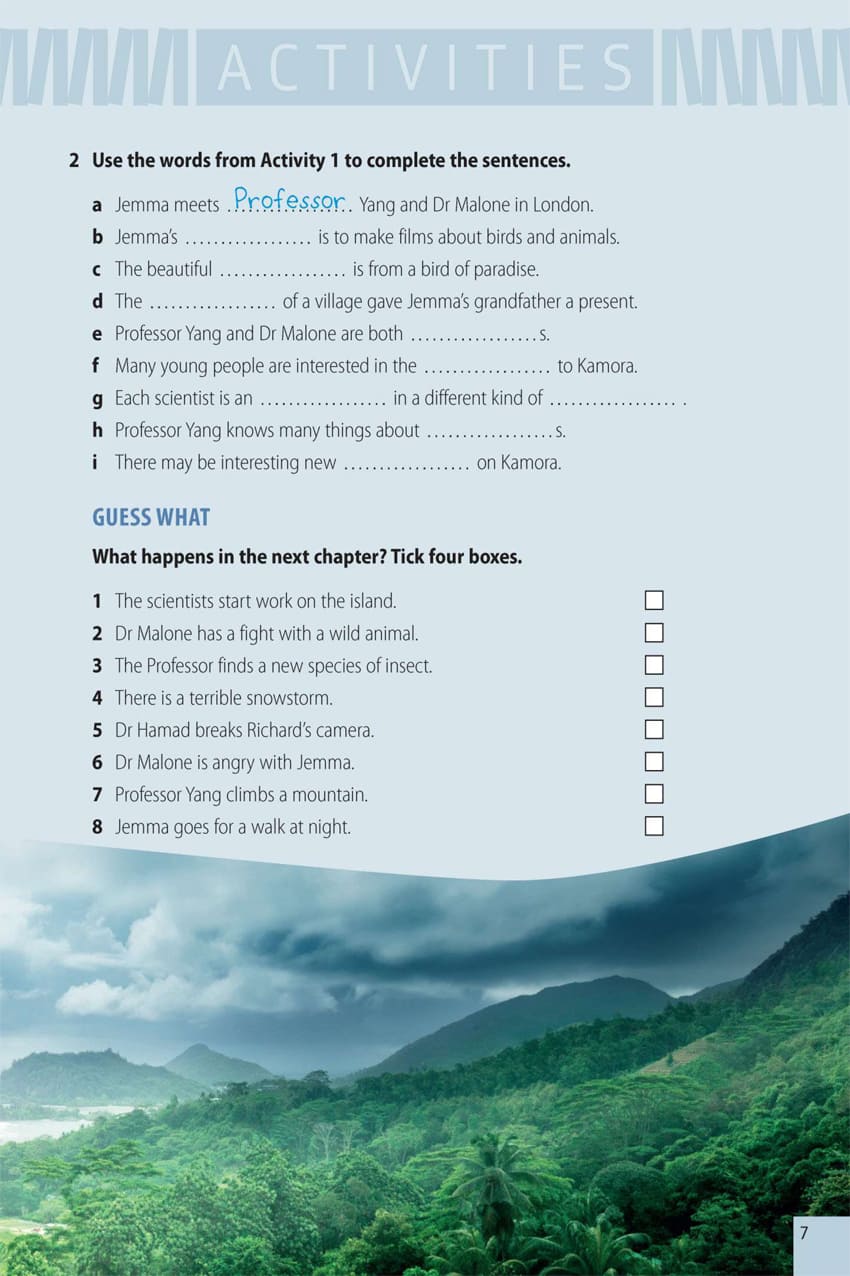 ACTIVITIES
2 Use the words from Activity 1 to complete the sentences.
a Jemma meets Professor Yang and Dr Malone in London.
b Jemma’s .................. is to make films about birds and animals.
c The beautiful .................. is from a bird of paradise.
d The .................. of a village gave Jemma’s grandfather a present.
e Professor Yang and Dr Malone are both .................. s.
f Many young people are interested in the .................. to Kamora.
g Each scientist is an .................. in a different kind of .................. .
h Professor Yang knows many things about .................. s.
i There may be interesting new .................. on Kamora.
GUESS WHAT
What happens in the next chapter? Tick four boxes.
1 The scientists start work on the island.
2 Dr Malone has a fight with a wild animal.
3 The Professor finds a new species of insect.
4 There is a terrible snowstorm.
5 Dr Hamad breaks Richard’s camera.
6 Dr Malone is angry with Jemma.
7 Professor Yang climbs a mountain.
8 Jemma goes for a walk at night.
7